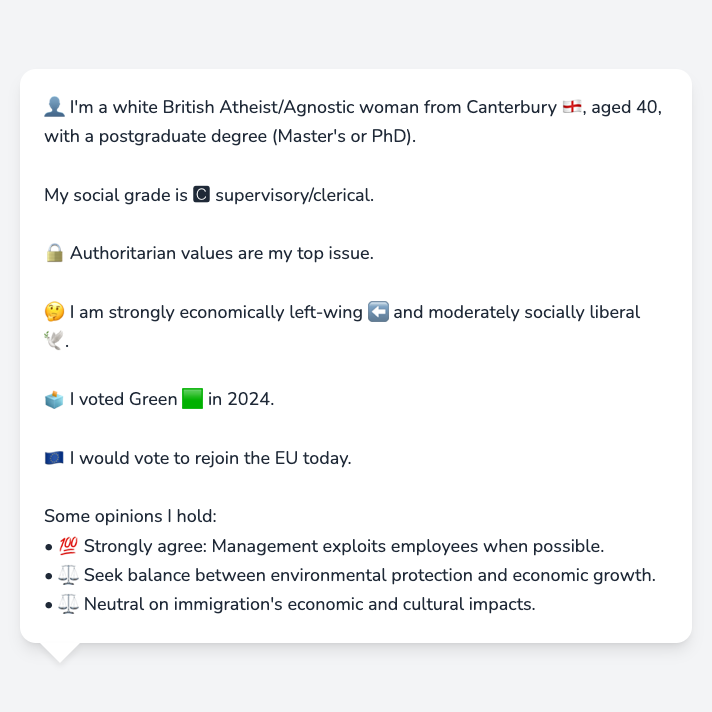 👤 I'm a white British Atheist/Agnostic woman from Canterbury 🏴󠁧󠁢󠁥󠁮󠁧󠁿, aged 40,
with a postgraduate degree (Master's or PhD).
My social grade is 🅲 supervisory/clerical.
🔒 Authoritarian values are my top issue.
🤔 I am strongly economically left-wing ⬅️ and moderately socially liberal
🕊️.
🗳️ I voted Green 🟩 in 2024.
🇪🇺 I would vote to rejoin the EU today.
Some opinions I hold:
• 💯 Strongly agree: Management exploits employees when possible.
• ⚖️ Seek balance between environmental protection and economic growth.
• ⚖️ Neutral on immigration's economic and cultural impacts.